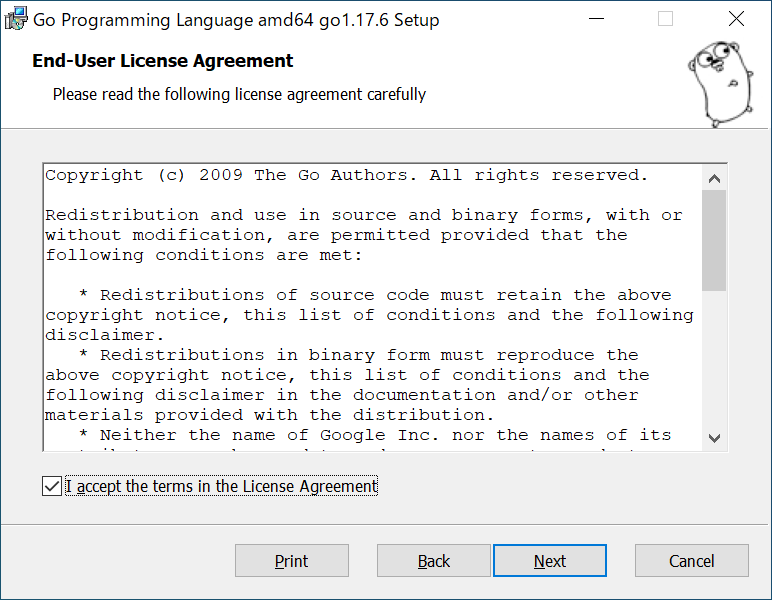 Go Programming Language amd64 go1.17.6 Setup
End-User License Agreement
Please read the following license agreement carefully
Copyright (c) 2009 The Go Authors. All rights reserved.
Redistribution and use in source and binary forms, with or
without modification, are permitted provided that the
following conditions are met:
* Redistributions of source code must retain the above
copyright notice, this list of conditions and the following
disclaimer.
* Redistributions in binary form must reproduce the
above copyright notice, this list of conditions and the
following disclaimer in the documentation and/or other
materials provided with the distribution.
* Neither the name of Google Inc. nor the names of its
I accept the terms in the License Agreement
Print Back Next Cancel